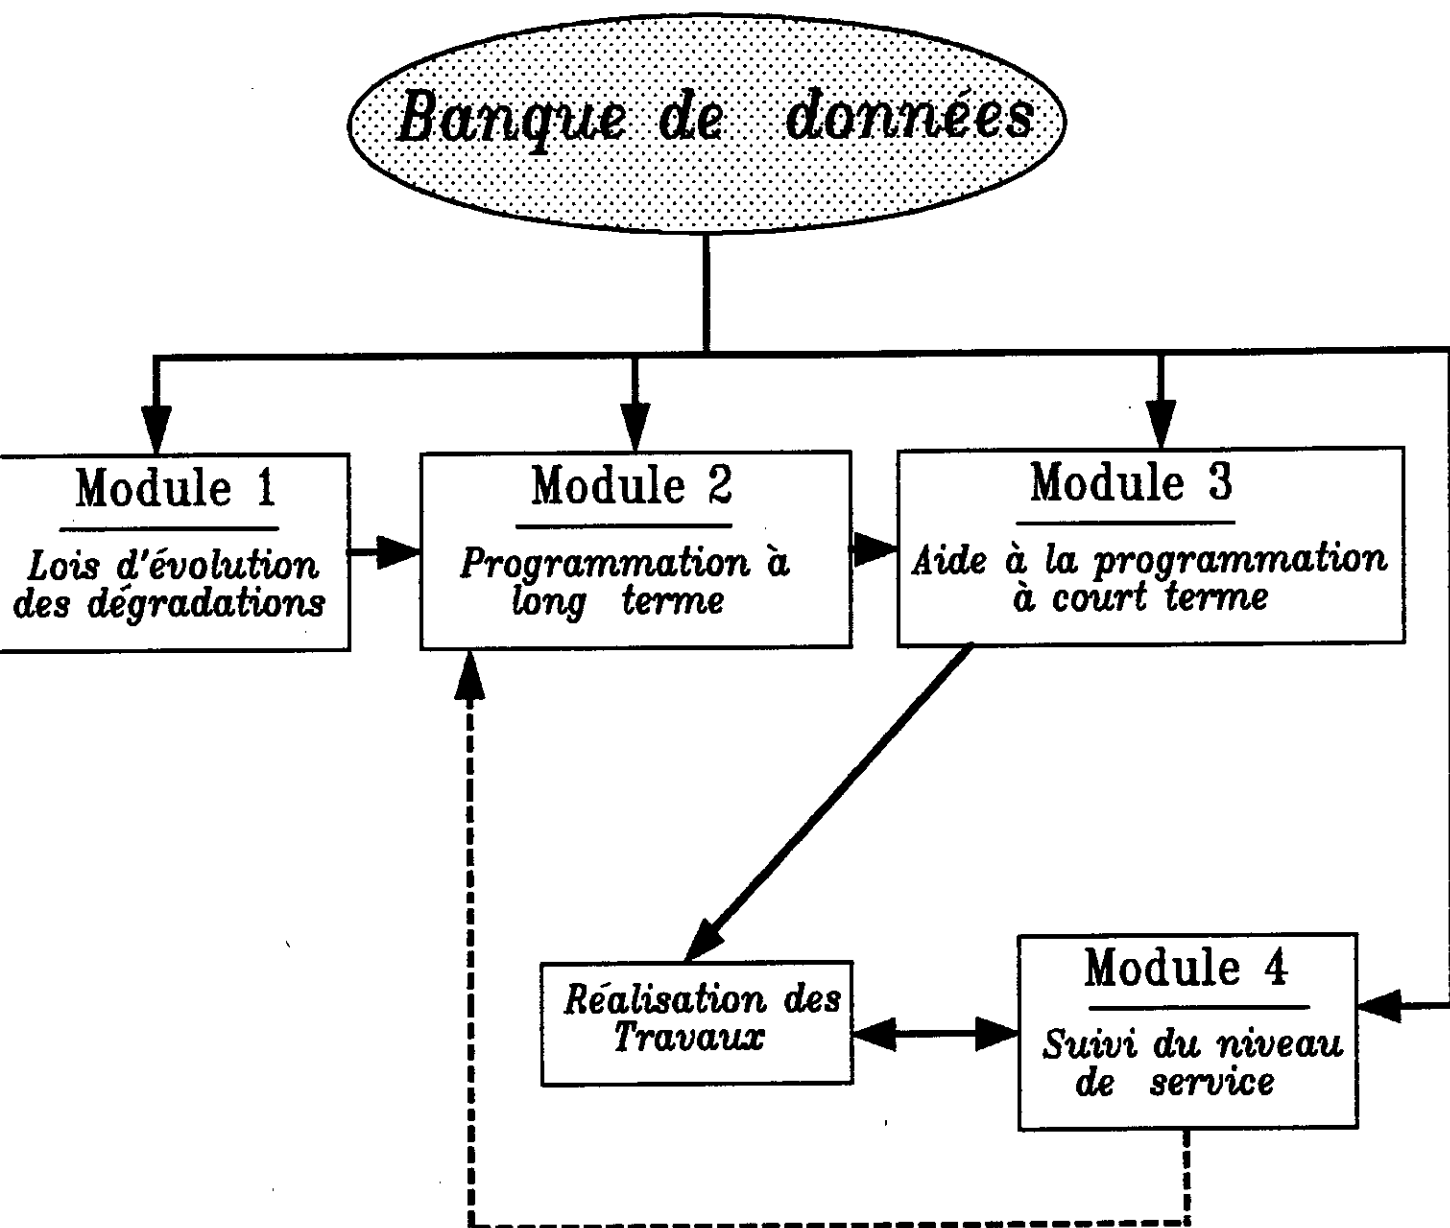 Banque de données
Module 1
Lois d'évolution
des dégradations
Module 2
Programmation à
long terme
Module 3
Aide à la programmation
à court terme
Réalisation des
Travaux
Module 4
Suivi du niveau
de service